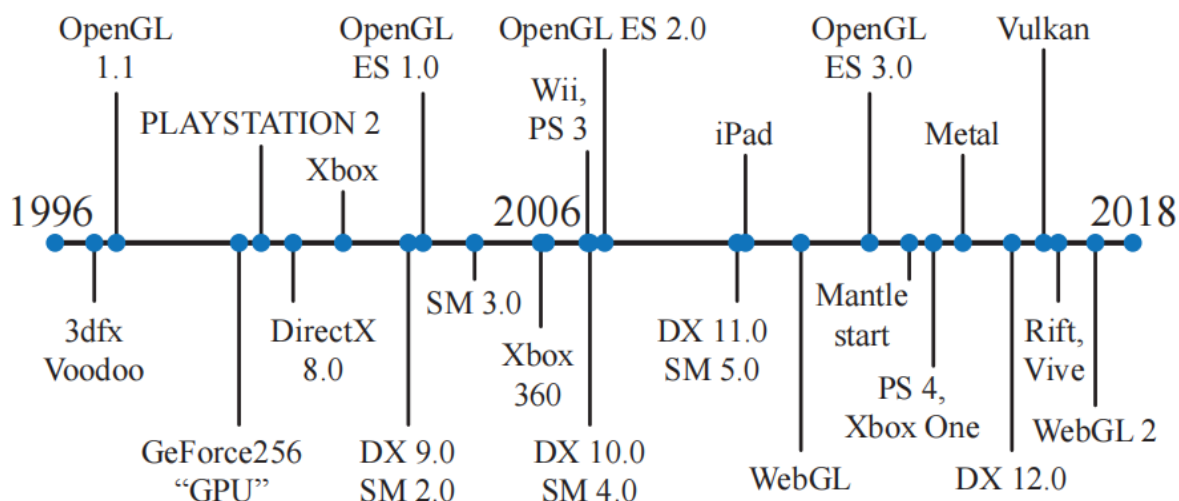 OpenGL
1.1
OpenGL
ES 1.0
OpenGL ES 2.0
OpenGL
ES 3.0
Vulkan
PLAYSTATION 2
Xbox
Wii,
PS 3
iPad
Metal
1996
2006
2018
3dfx
Voodoo
DirectX
8.0
SM 3.0
Xbox
360
DX 11.0
SM 5.0
Mantle
start
PS 4,
Xbox One
Rift,
Vive
GeForce256
“GPU”
DX 9.0
SM 2.0
DX 10.0
SM 4.0
WebGL
DX 12.0
WebGL 2